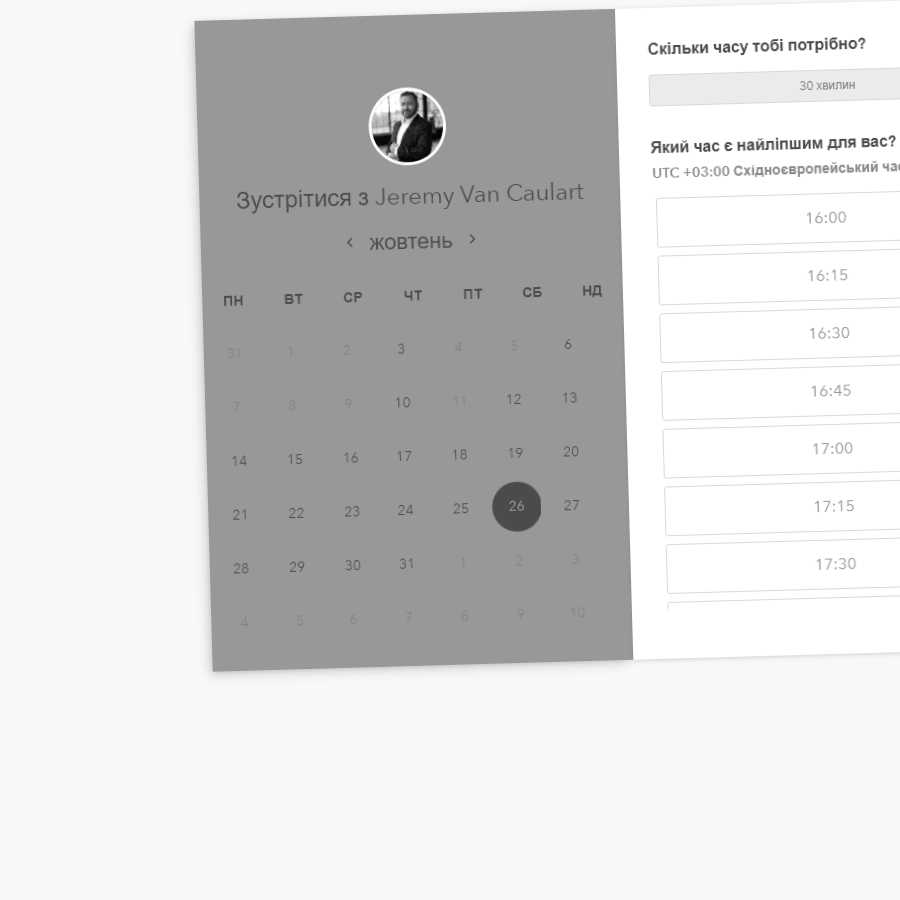 Зустрітися з Jeremy Van Caulart
жовтень
ПН ВТ СР ЧТ ПТ СБ НД
31 1 2 3 4 5 6
7 8 9 10 11 12 13
14 15 16 17 18 19 20
21 22 23 24 25 26 27
28 29 30 31 1 2 3
4 5 6 7 8 9 10
Скільки часу тобі потрібно?
30 хвилин
Який час є найліпшим для вас?
UTC +03:00 Східноєвропейський
16:00
16:15
16:30
16:45
17:00
17:15
17:30